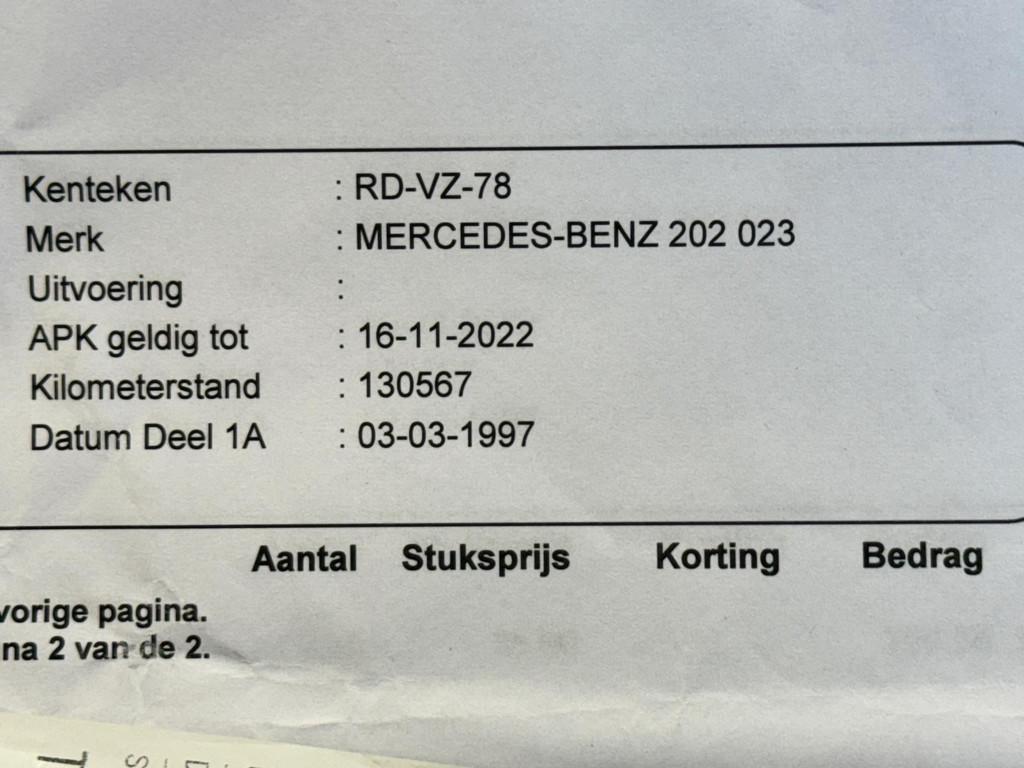 Kenteken : RD-VZ-78
Merk : MERCEDES-BENZ 202 023
Uitvoering :
APK geldig tot : 16-11-2022
Kilometerstand : 130567
Datum Deel 1A : 03-03-1997
Aantal Stuksprijs Korting Bedrag
vorige pagina.
na 2 van de 2.